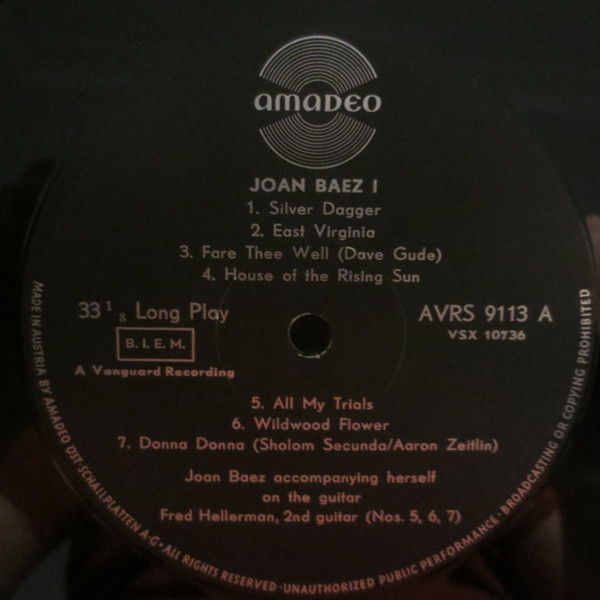 amadeo
JOAN BAEZ I
1. Silver Dagger
2. East Virginia
3. Fare Thee Well (Dave Gude)
4. House of the Rising Sun
33 1/3 Long Play
B. I. E. M.
A Vanguard Recording
AVRS 9113 A
VSX 10736
5. All My Trials
6. Wildwood Flower
7. Donna Donna (Sholom Secunda/Aaron Zeitlin)
Joan Baez accompanying herself
on the guitar
Fred Hellerman, 2nd guitar (Nos. 5, 6, 7)
MADE IN AUSTRIA BY AMADEO ÖST. SCHALLPLATTEN A·G · ALL RIGHTS RESERVED · UNAUTHORIZED PUBLIC PERFORMANCE · BROADCASTING OR COPYING PROHIBITED